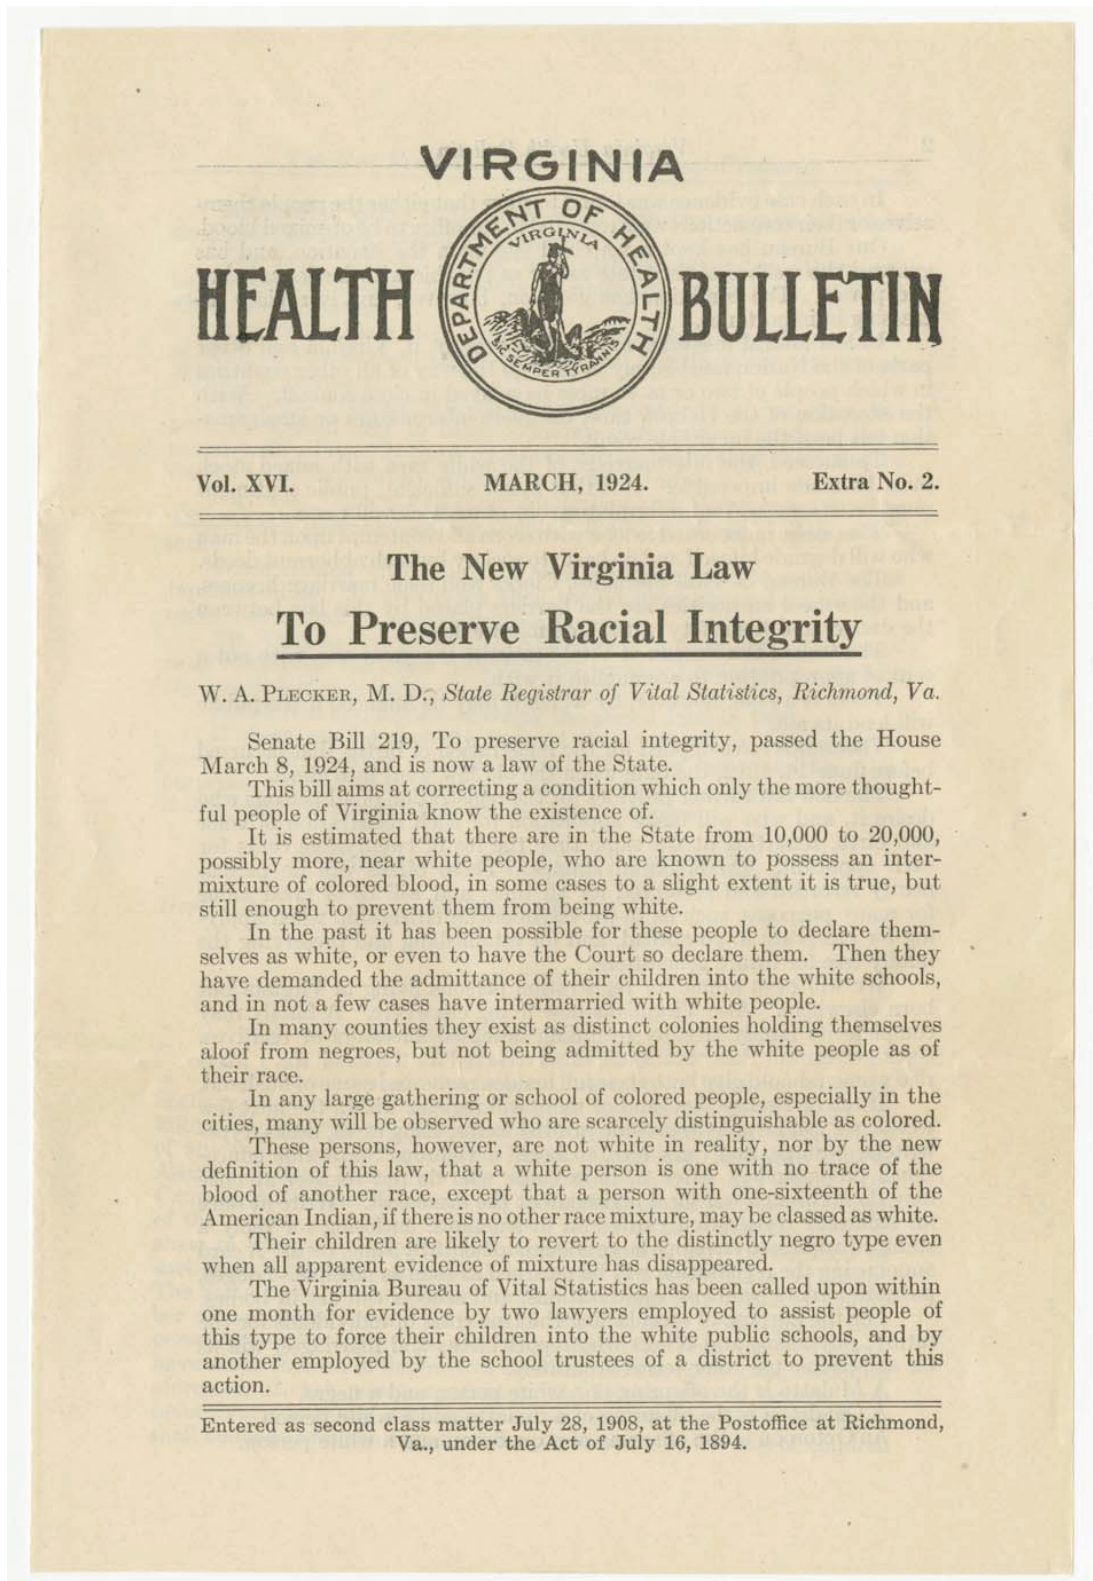 VIRGINIA
HEALTH
DEPARTMENT OF HEALTH
VIRGINIA
SIC SEMPER TYRANNIS
BULLETIN
Vol. XVI. MARCH, 1924. Extra No. 2.
The New Virginia Law
To Preserve Racial Integrity
W. A. PLECKER, M. D., State Registrar of Vital Statistics, Richmond, Va.
Senate Bill 219, To preserve racial integrity, passed the House
March 8, 1924, and is now a law of the State.
This bill aims at correcting a condition which only the more thought-
ful people of Virginia know the existence of.
It is estimated that there are in the State from 10,000 to 20,000,
possibly more, near white people, who are known to possess an inter-
mixture of colored blood, in some cases to a slight extent it is true, but
still enough to prevent them from being white.
In the past it has been possible for these people to declare them-
selves as white, or even to have the Court so declare them. Then they
have demanded the admittance of their children into the white schools,
and in not a few cases have intermarried with white people.
In many counties they exist as distinct colonies holding themselves
aloof from negroes, but not being admitted by the white people as of
their race.
In any large gathering or school of colored people, especially in the
cities, many will be observed who are scarcely distinguishable as colored.
These persons, however, are not white in reality, nor by the new
definition of this law, that a white person is one with no trace of the
blood of another race, except that a person with one-sixteenth of the
American Indian, if there is no other race mixture, may be classed as white.
Their children are likely to revert to the distinctly negro type even
when all apparent evidence of mixture has disappeared.
The Virginia Bureau of Vital Statistics has been called upon within
one month for evidence by two lawyers employed to assist people of
this type to force their children into the white public schools, and by
another employed by the school trustees of a district to prevent this
action.
Entered as second class matter July 28, 1908, at the Postoffice at Richmond,
Va., under the Act of July 16, 1894.